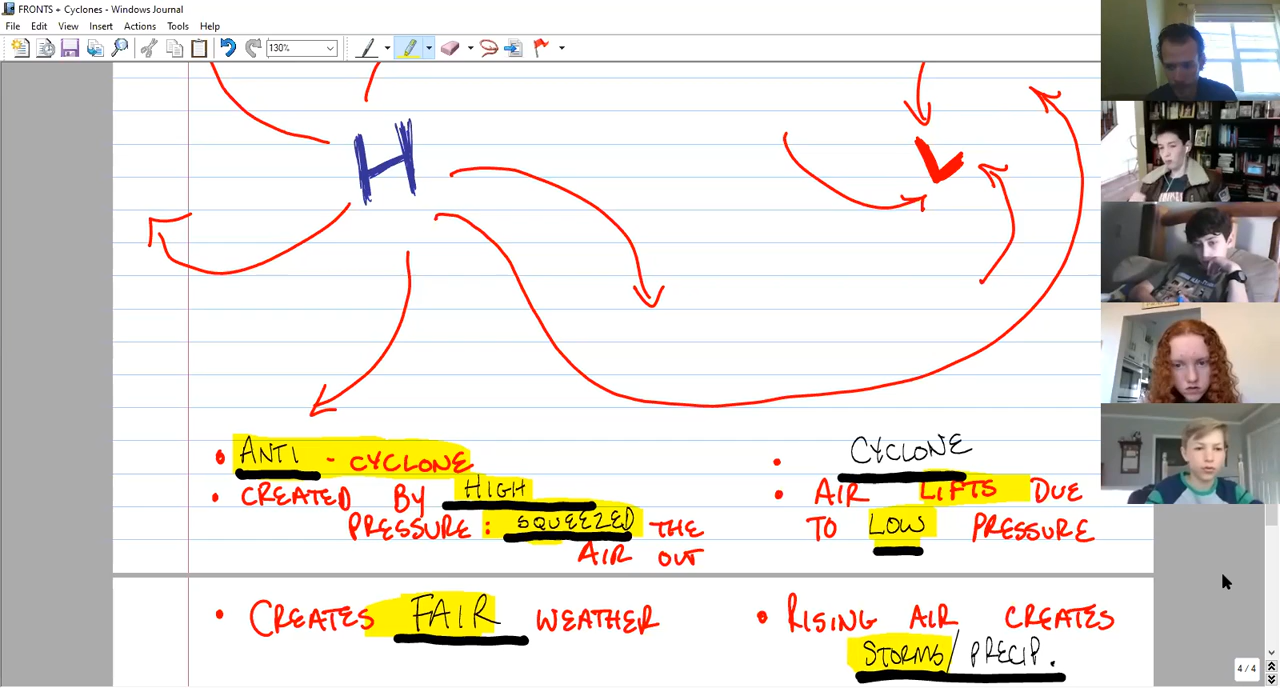 FRONTS + Cyclones - Windows Journal
File Edit View Insert Actions Tools Help
130%
H
L
• ANTI - CYCLONE
• CREATED BY HIGH
PRESSURE: SQUEEZED THE
AIR OUT
• CREATES FAIR WEATHER
• CYCLONE
• AIR LIFTS DUE
TO LOW PRESSURE
• RISING AIR CREATES
STORMS/PRECIP.
4/4